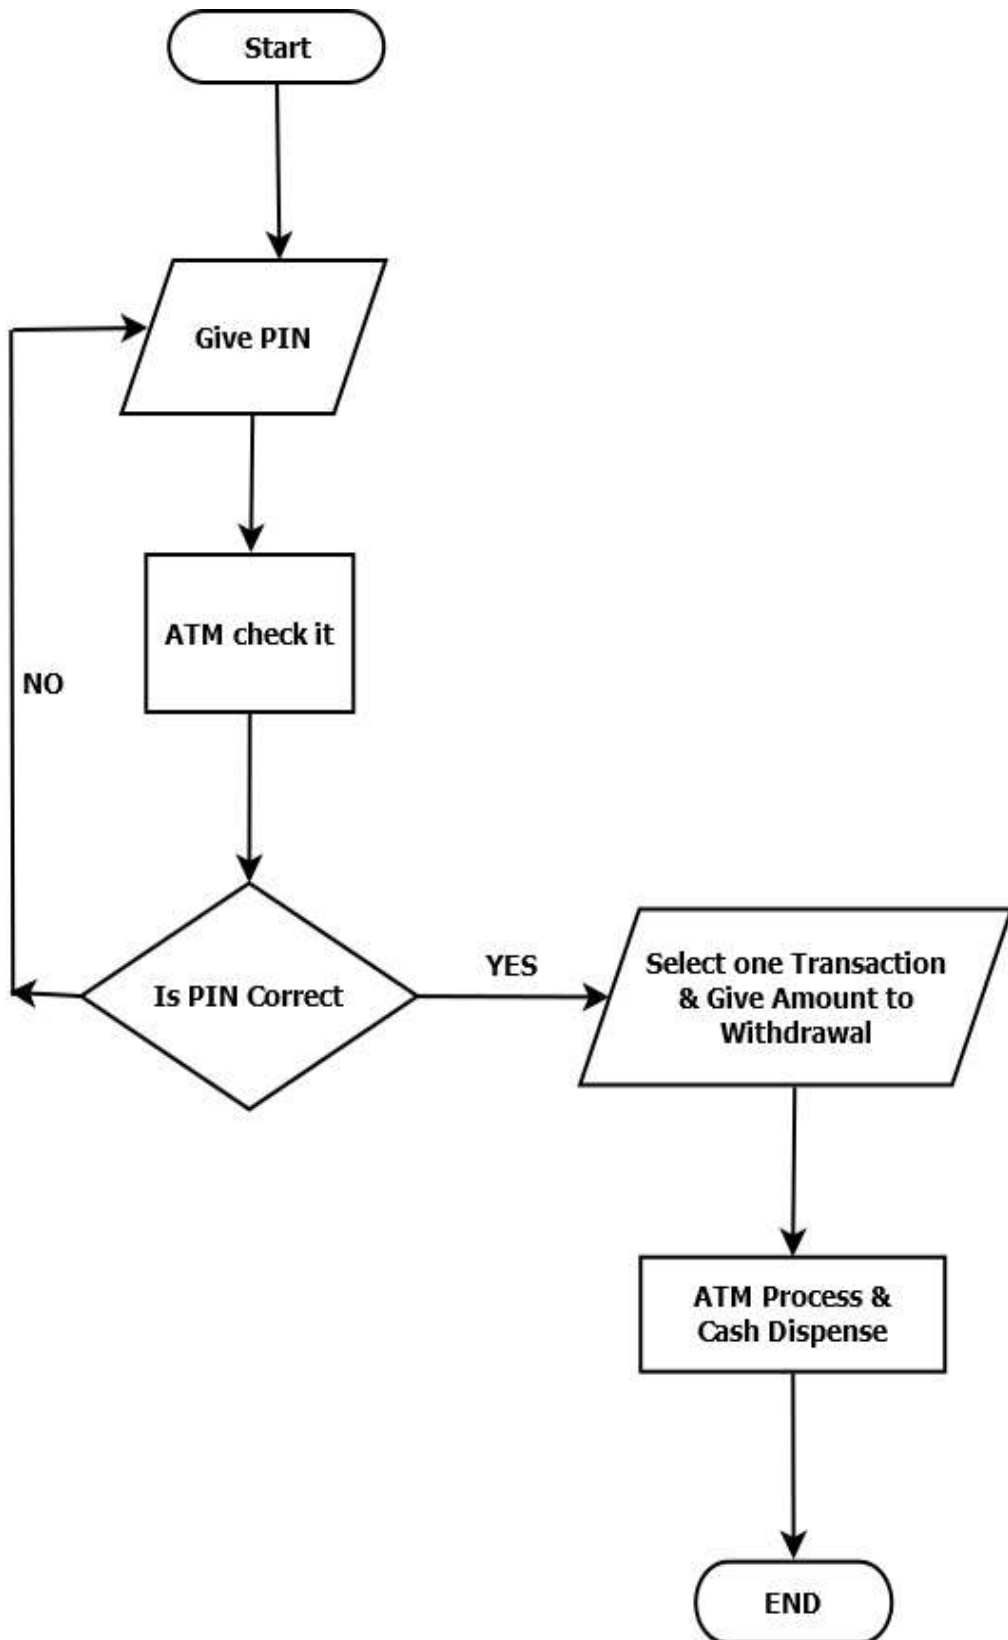 Start
Give PIN
ATM check it
NO
Is PIN Correct
YES
Select one Transaction
& Give Amount to
Withdrawal
ATM Process &
Cash Dispense
END